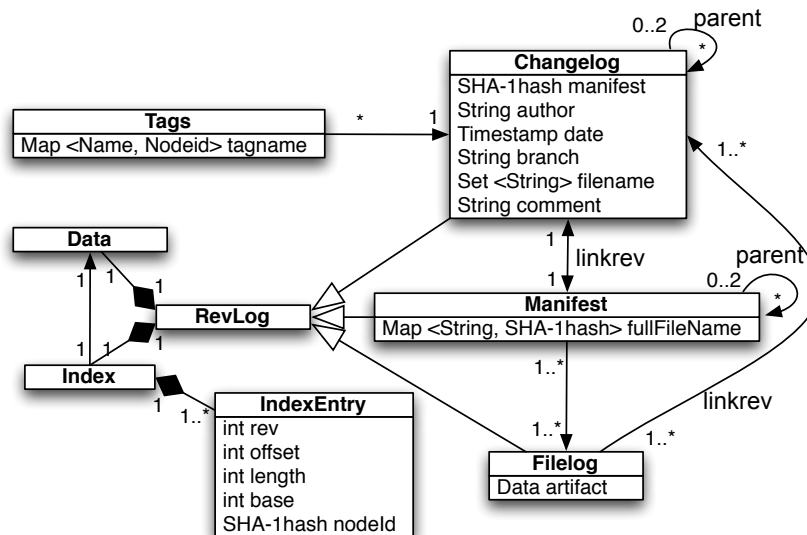 parent
0..2
*
Changelog
SHA-1hash manifest
String author
Timestamp date
String branch
Set <String> filename
String comment
Tags
Map <Name, Nodeid> tagname
*
1
1..*
Data
1
1
1
1
linkrev
1
parent
0..2
*
RevLog
Manifest
Map <String, SHA-1hash> fullFileName
1
1
1
Index
1
1..*
1..*
1..*
1..*
linkrev
IndexEntry
int rev
int offset
int length
int base
SHA-1hash nodeId
Filelog
Data artifact